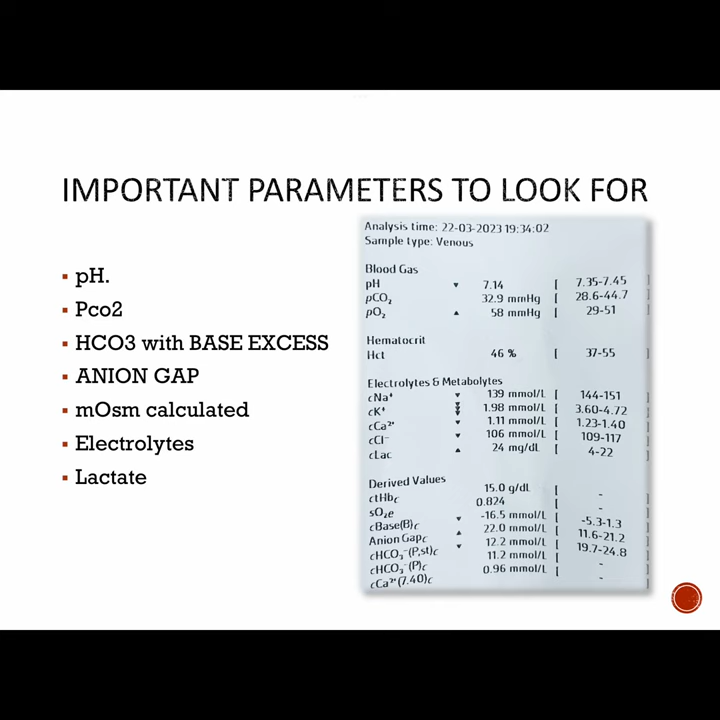 IMPORTANT PARAMETERS TO LOOK FOR
pH.
Pco2
HCO3 with BASE EXCESS
ANION GAP
mOsm calculated
Electrolytes
Lactate
Analysis time: 22-03-2023 19:34:02
Sample type: Venous
Blood Gas
pH ▼ 7.14 [ 7.35-7.45 ]
pCO₂ 32.9 mmHg [ 28.6-44.7 ]
pO₂ ▲ 58 mmHg [ 29-51 ]
Hematocrit
Hct 46 % [ 37-55 ]
Electrolytes & Metabolytes
cNa⁺ ▼ 139 mmol/L [ 144-151 ]
cK⁺ ▼ 1.98 mmol/L [ 3.60-4.72 ]
cCa²⁺ ▼ 1.11 mmol/L [ 1.23-1.40 ]
cCl⁻ ▼ 106 mmol/L [ 109-117 ]
cLac ▲ 24 mg/dL [ 4-22 ]
Derived Values
ctHbc 15.0 g/dL [ - ]
sO₂e 0.824 [ - ]
cBase(B)c ▼ -16.5 mmol/L [ -5.3-1.3 ]
Anion Gapc ▲ 22.0 mmol/L [ 11.6-21.2 ]
cHCO₃⁻(P,st)c ▼ 12.2 mmol/L [ 19.7-24.8 ]
cHCO₃⁻(P)c 11.2 mmol/L [ - ]
cCa²⁺(7.40)c 0.96 mmol/L [ - ]